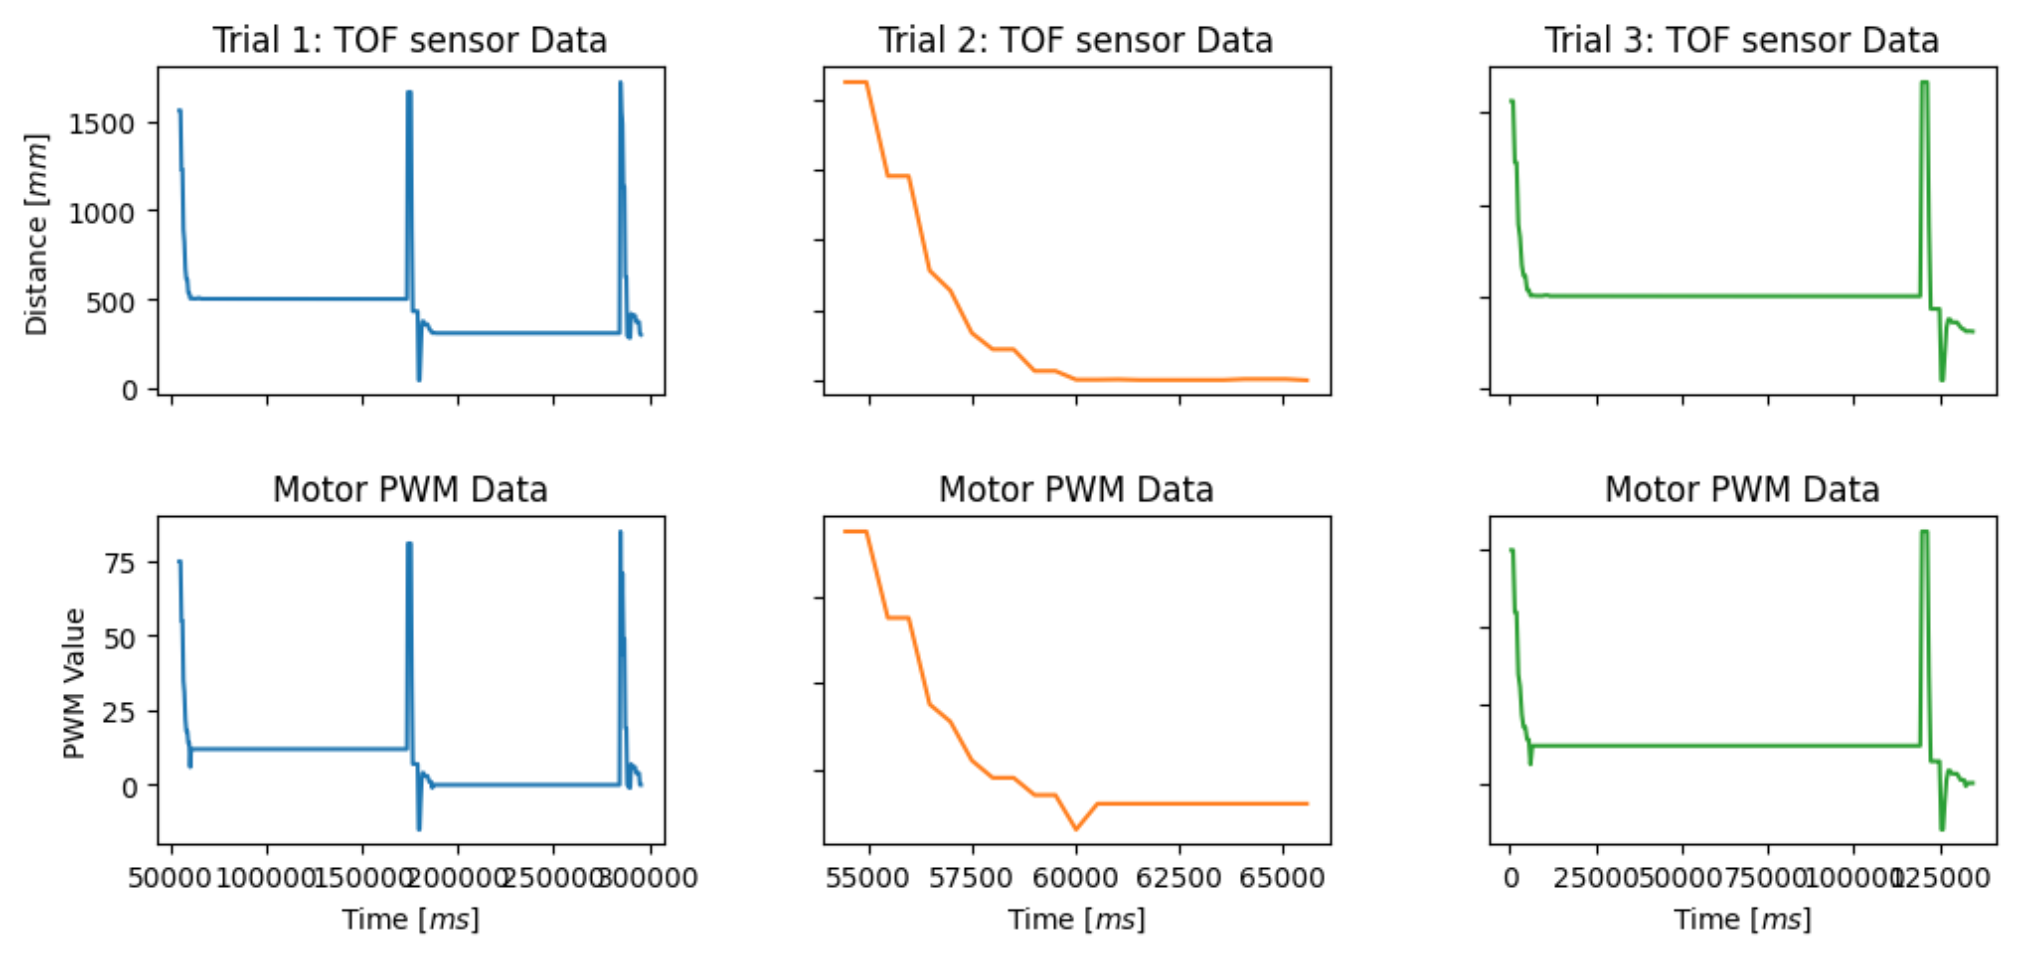 Trial 1: TOF sensor Data
Trial 2: TOF sensor Data
Trial 3: TOF sensor Data
Distance [mm]
1500
1000
500
0
Motor PWM Data
Motor PWM Data
Motor PWM Data
PWM Value
75
50
25
0
50000 100000 150000 200000 250000 300000
55000 57500 60000 62500 65000
0 25000 50000 75000 100000 125000
Time [ms]
Time [ms]
Time [ms]